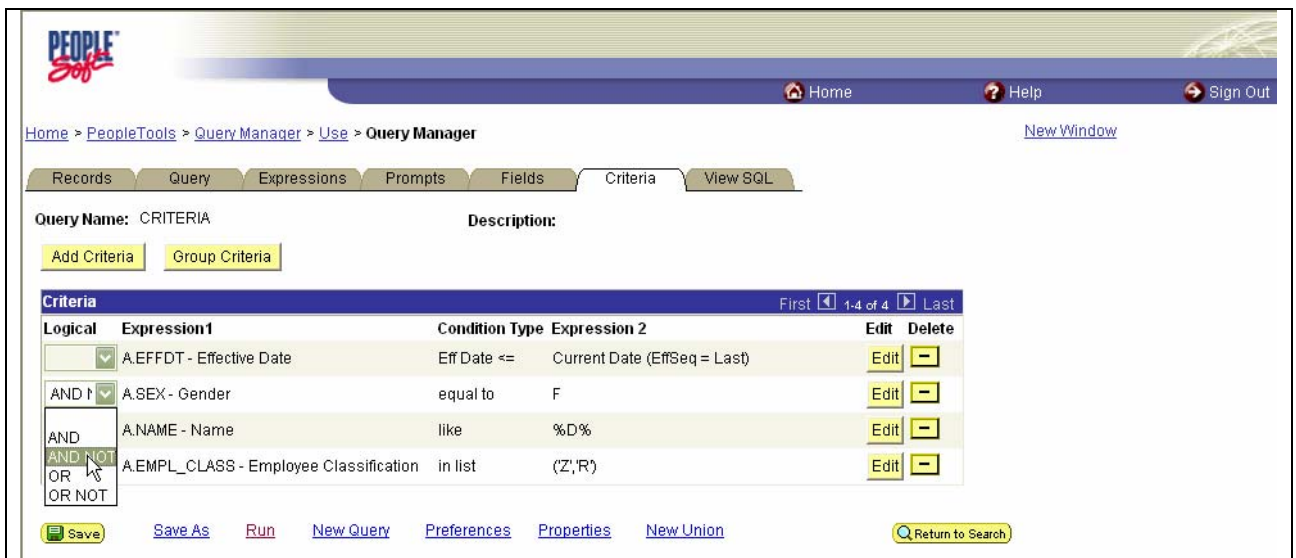 PEOPLE
Soft
Home Help Sign Out
Home > PeopleTools > Query Manager > Use > Query Manager New Window
Records Query Expressions Prompts Fields Criteria View SQL
Query Name: CRITERIA Description:
Add Criteria Group Criteria
Criteria First 1-4 of 4 Last
Logical Expression1 Condition Type Expression 2 Edit Delete
A.EFFDT - Effective Date Eff Date <= Current Date (EffSeq = Last) Edit
AND N A.SEX - Gender equal to F Edit
A.NAME - Name like %D% Edit
AND
AND NOT
A.EMPL_CLASS - Employee Classification in list ('Z','R') Edit
OR
OR NOT
Save Save As Run New Query Preferences Properties New Union Return to Search